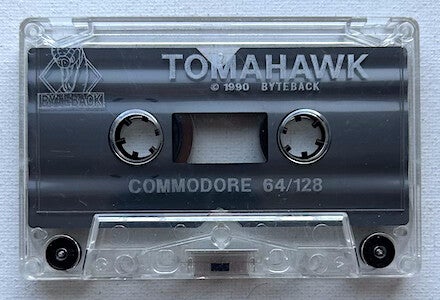 TOMAHAWK
© 1990 BYTEBACK
BYTEBACK
COMMODORE 64/128